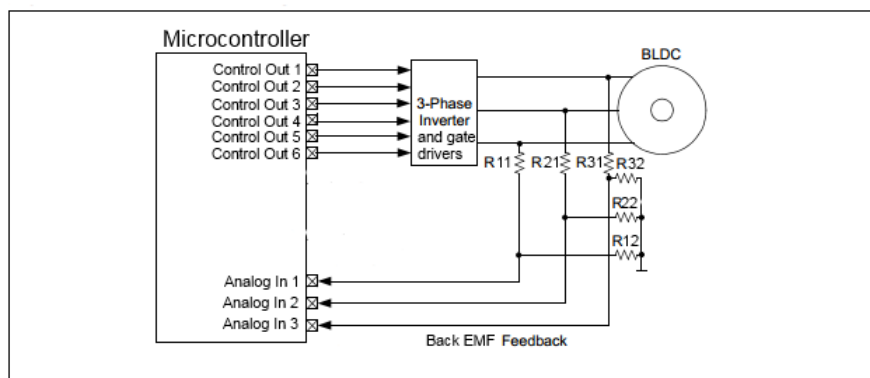 Microcontroller
BLDC
Control Out 1
Control Out 2
Control Out 3
Control Out 4
Control Out 5
Control Out 6
3-Phase
Inverter
and gate
drivers
R11
R21
R31
R32
R22
R12
Analog In 1
Analog In 2
Analog In 3
Back EMF Feedback